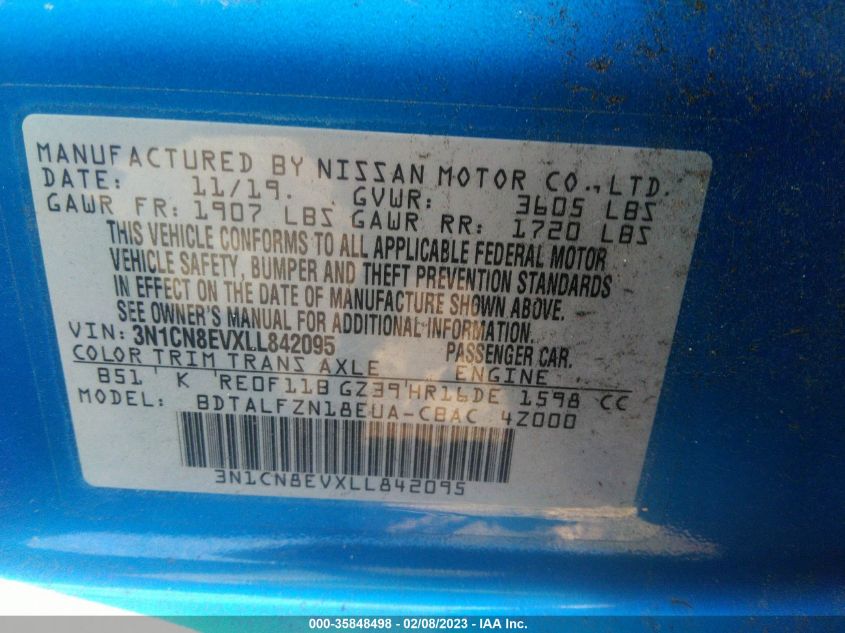 MANUFACTURED BY NISSAN MOTOR CO., LTD.
DATE: 11/19. GVWR: 3605 LBS
GAWR FR: 1907 LBS GAWR RR: 1720 LBS
THIS VEHICLE CONFORMS TO ALL APPLICABLE FEDERAL MOTOR
VEHICLE SAFETY, BUMPER AND THEFT PREVENTION STANDARDS
IN EFFECT ON THE DATE OF MANUFACTURE SHOWN ABOVE.
SEE OWNER'S MANUAL FOR ADDITIONAL INFORMATION.
VIN: 3N1CN8EVXLL842095 PASSENGER CAR.
COLOR TRIM TRANS AXLE ENGINE
B51 K RE0F11B GZ39 HR16DE 1598 CC
MODEL: BDTALFZN18EUA-CBAC 4Z000
3N1CN8EVXLL842095
000-35848498 - 02/08/2023 - IAA Inc.